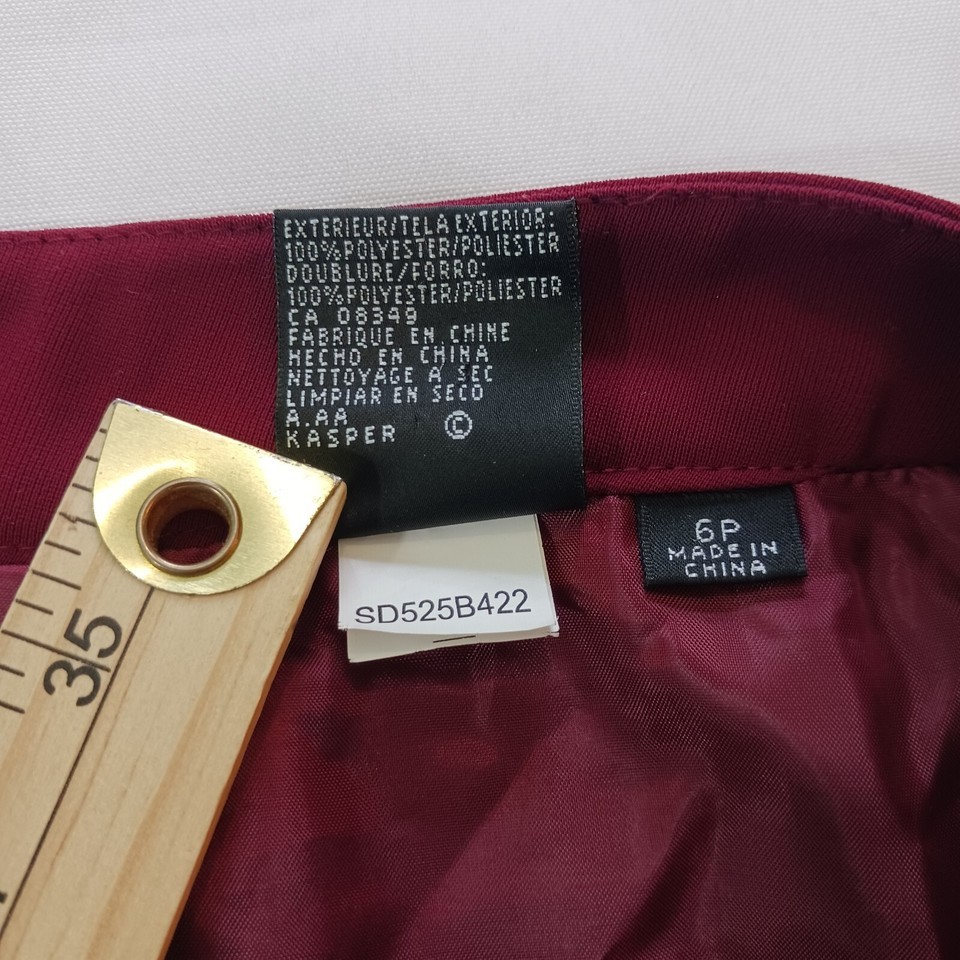 EXTERIEUR/TELA EXTERIOR:
100%POLYESTER/POLIESTER
DOUBLURE/FORRO:
100%POLYESTER/POLIESTER
CA 08349
FABRIQUE EN CHINE
HECHO EN CHINA
NETTOYAGE A SEC
LIMPIAR EN SECO
A.AA
KASPER ©
SD525B422
6P
MADE IN
CHINA
35